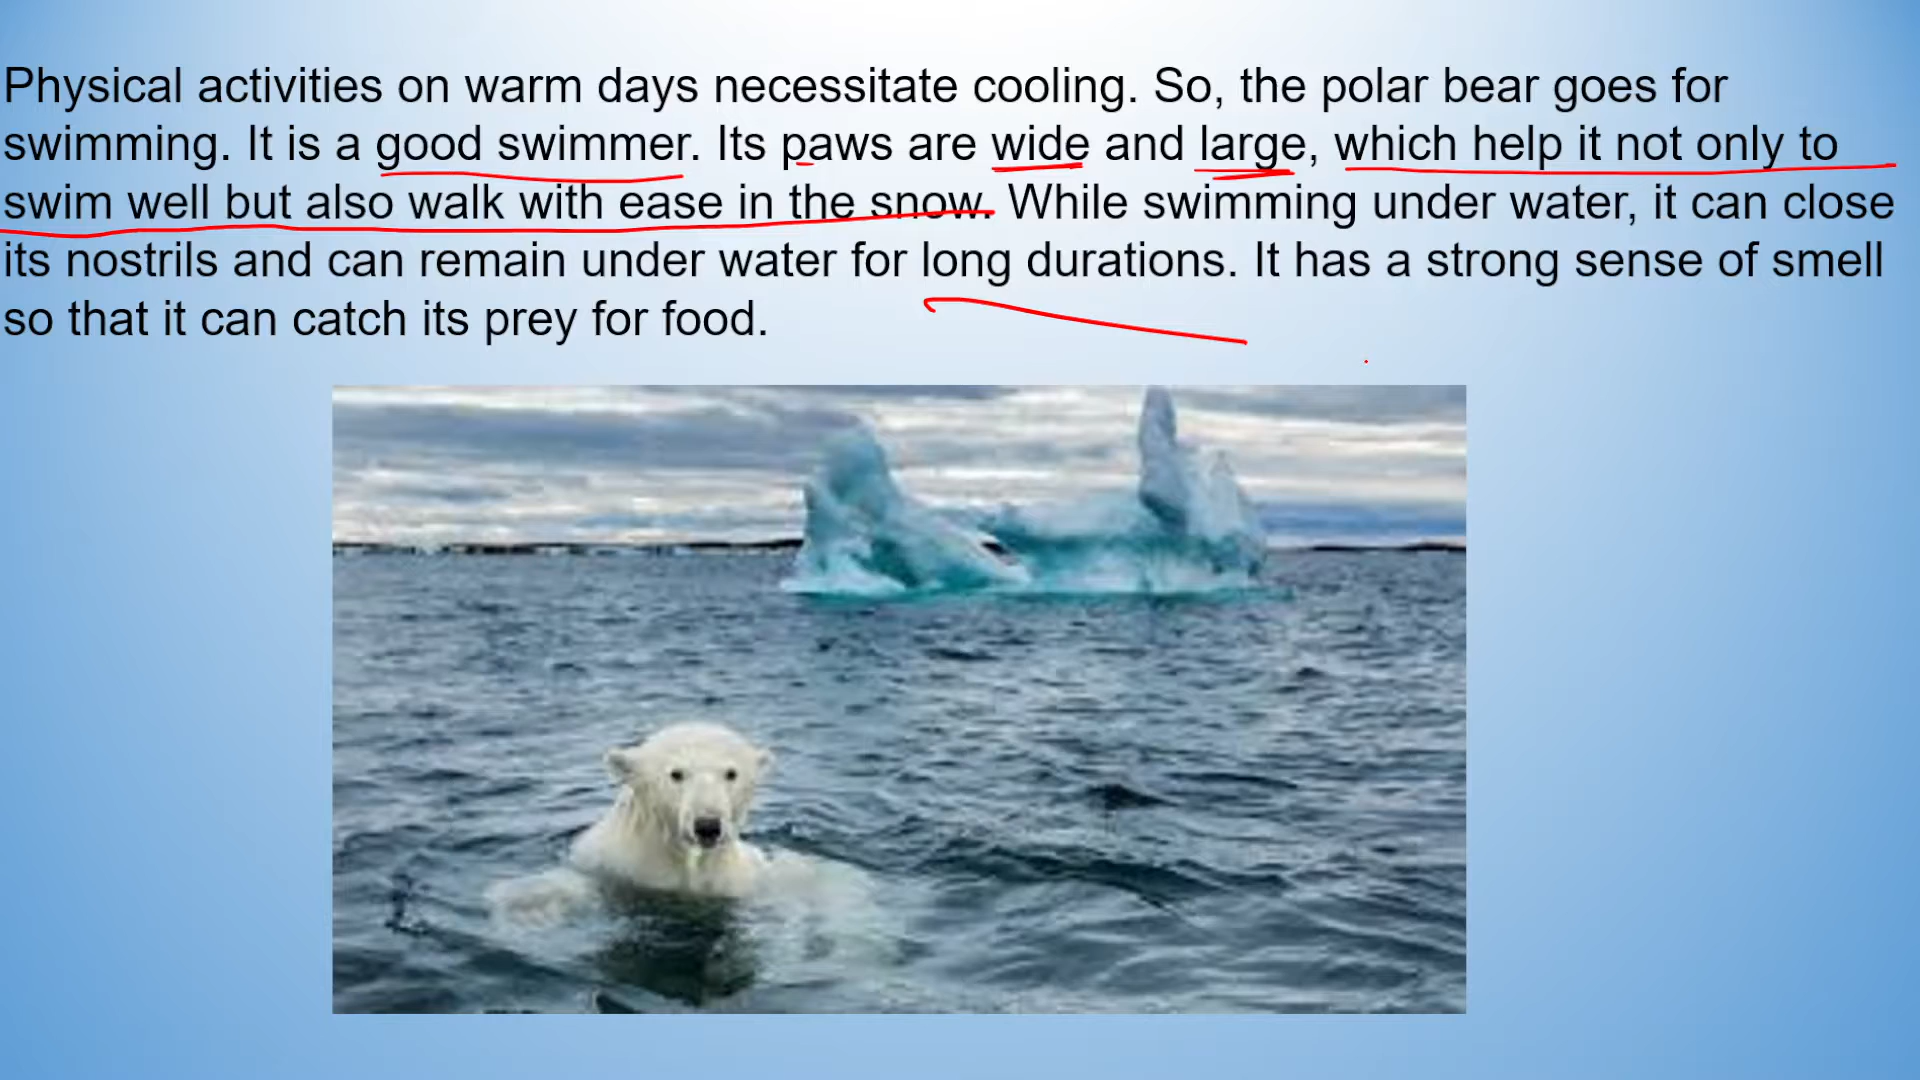 Physical activities on warm days necessitate cooling. So, the polar bear goes for
swimming. It is a good swimmer. Its paws are wide and large, which help it not only to
swim well but also walk with ease in the snow. While swimming under water, it can close
its nostrils and can remain under water for long durations. It has a strong sense of smell
so that it can catch its prey for food.